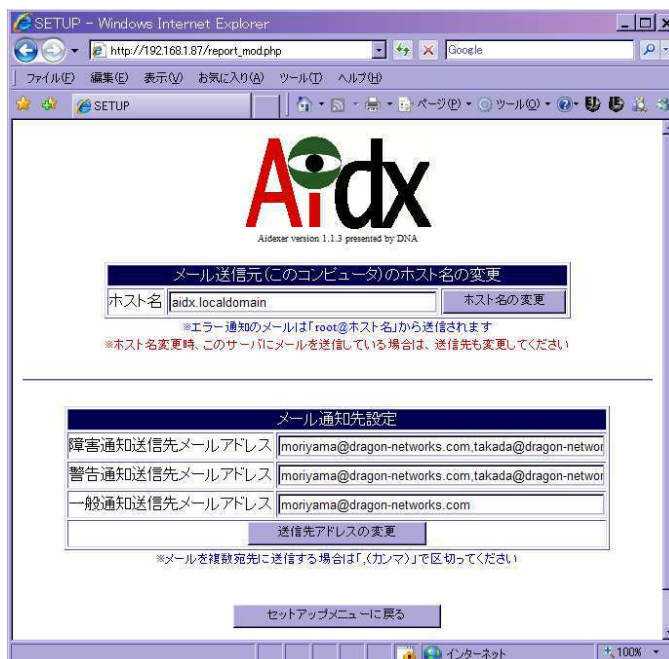 SETUP - Windows Internet Explorer
http://192.168.1.87/report_mod.php
Google
ファイル(F) 編集(E) 表示(V) お気に入り(A) ツール(T) ヘルプ(H)
SETUP
ページ(P) ツール(O)
Aidx
Aidexer version 1.1.3 presented by DNA
メール送信元(このコンピュータ)のホスト名の変更
ホスト名 aidx.localdomain ホスト名の変更
※エラー通知のメールは「root@ホスト名」から送信されます
※ホスト名変更時、このサーバにメールを送信している場合は、送信先も変更してください
メール通知先設定
障害通知送信先メールアドレス moriyama@dragon-networks.com,takada@dragon-networ
警告通知送信先メールアドレス moriyama@dragon-networks.com,takada@dragon-networ
一般通知送信先メールアドレス moriyama@dragon-networks.com
送信先アドレスの変更
※メールを複数宛先に送信する場合は「,(カンマ)」で区切ってください
セットアップメニューに戻る
インターネット 100%